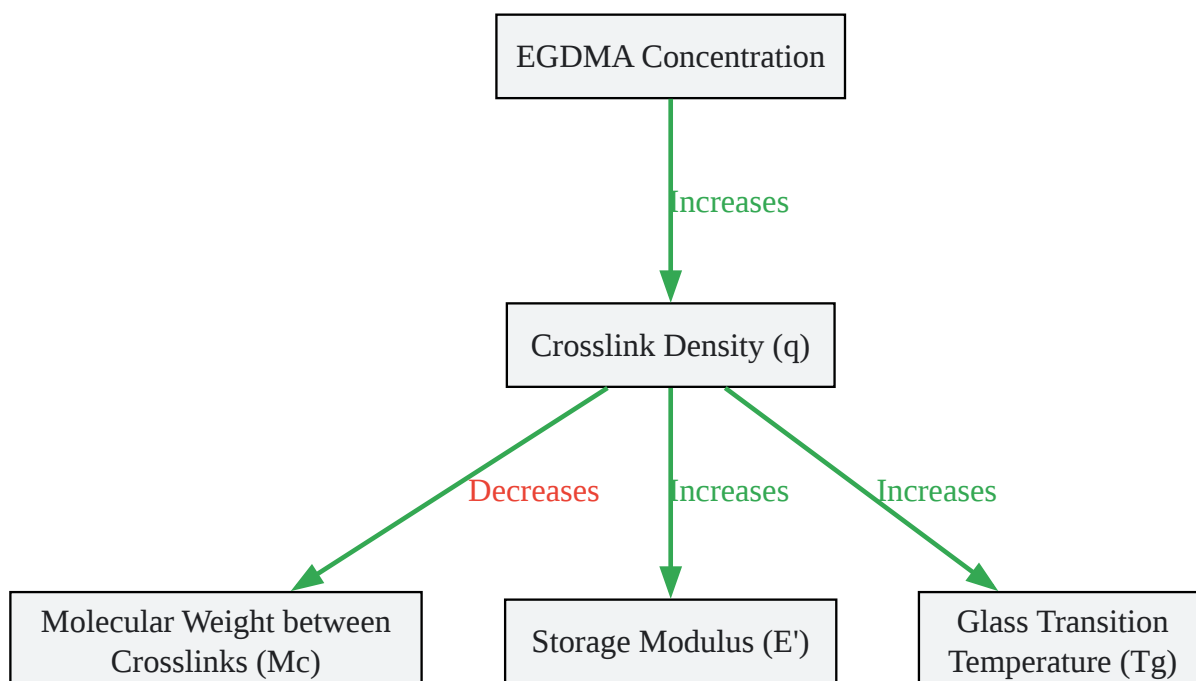 EGDMA Concentration
Increases
Crosslink Density (q)
Decreases
Increases
Increases
Molecular Weight between
Crosslinks (Mc)
Storage Modulus (E')
Glass Transition
Temperature (Tg)